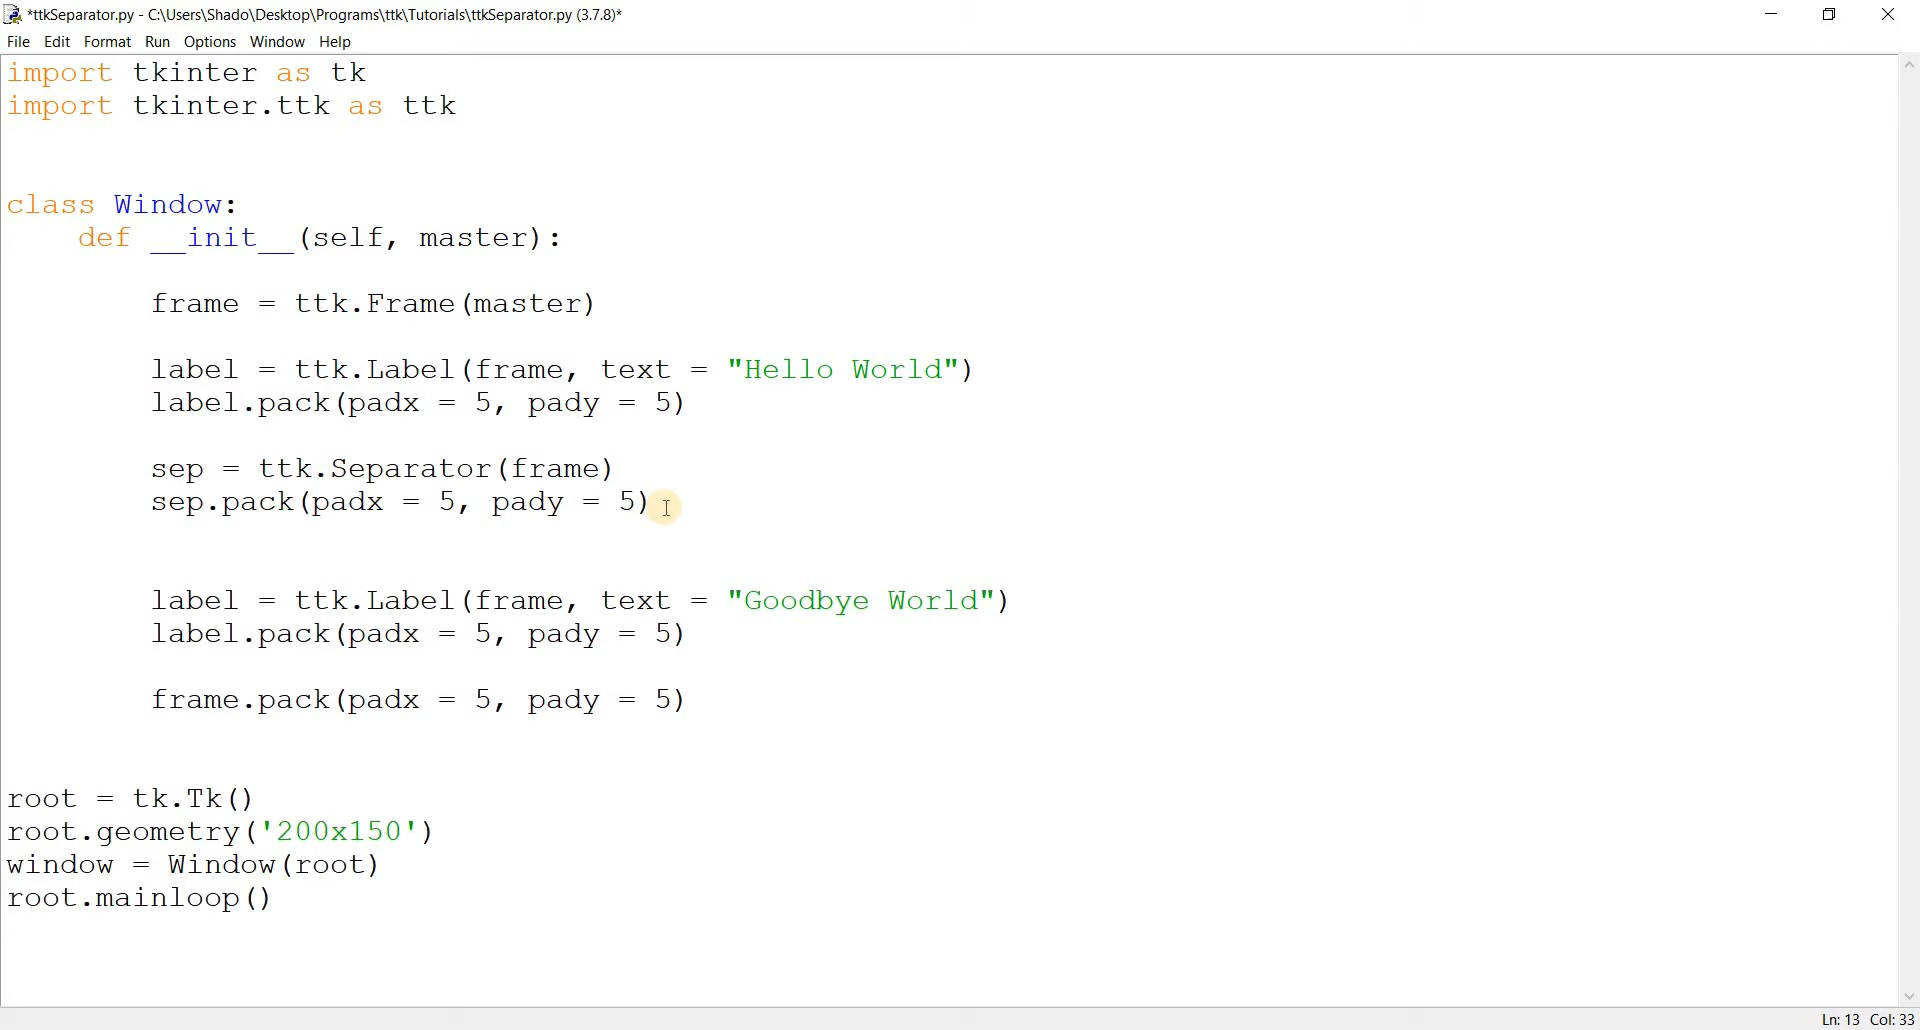 *ttkSeparator.py - C:\Users\Shado\Desktop\Programs\ttk\Tutorials\ttkSeparator.py (3.7.8)*
File Edit Format Run Options Window Help
import tkinter as tk
import tkinter.ttk as ttk
class Window:
    def __init__(self, master):
        frame = ttk.Frame(master)
        label = ttk.Label(frame, text = "Hello World")
        label.pack(padx = 5, pady = 5)
        sep = ttk.Separator(frame)
        sep.pack(padx = 5, pady = 5)
        label = ttk.Label(frame, text = "Goodbye World")
        label.pack(padx = 5, pady = 5)
        frame.pack(padx = 5, pady = 5)
root = tk.Tk()
root.geometry('200x150')
window = Window(root)
root.mainloop()
Ln: 13 Col: 33